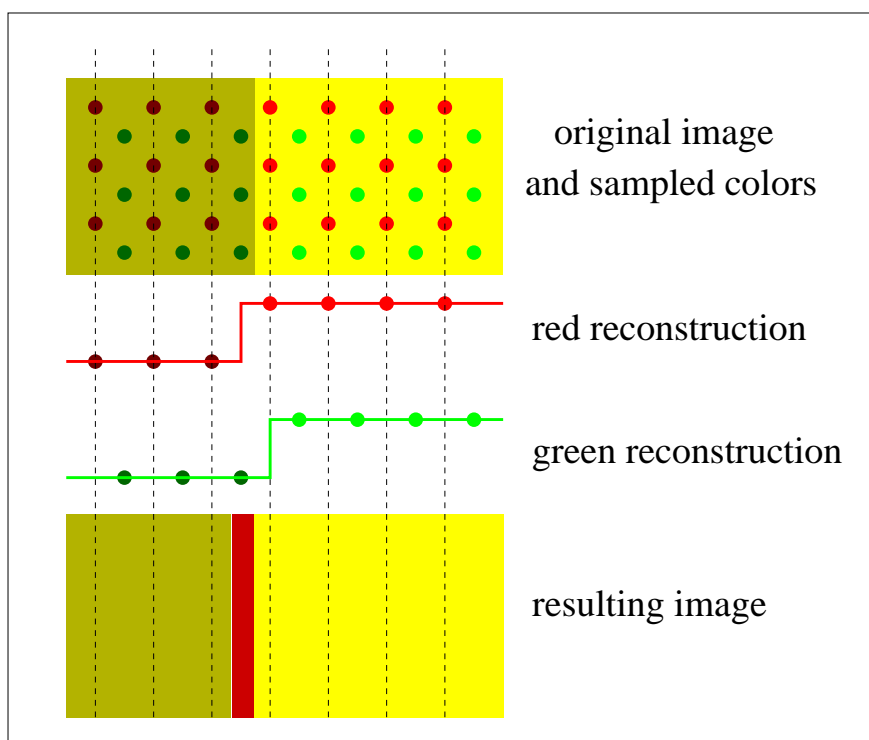 original image
and sampled colors
red reconstruction
green reconstruction
resulting image